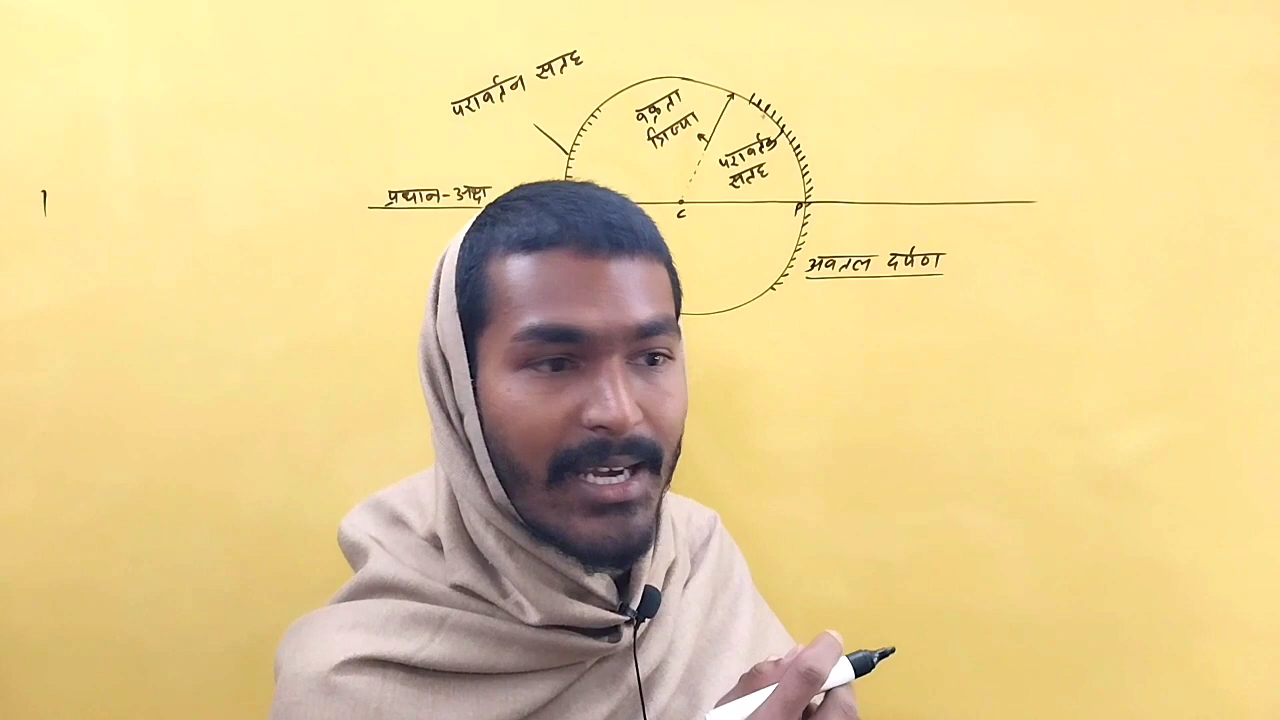 परावर्तन सतह
वक्रता
त्रिज्या
परावर्तक
सतह
प्रधान-अक्ष
C
P
अवतल दर्पण